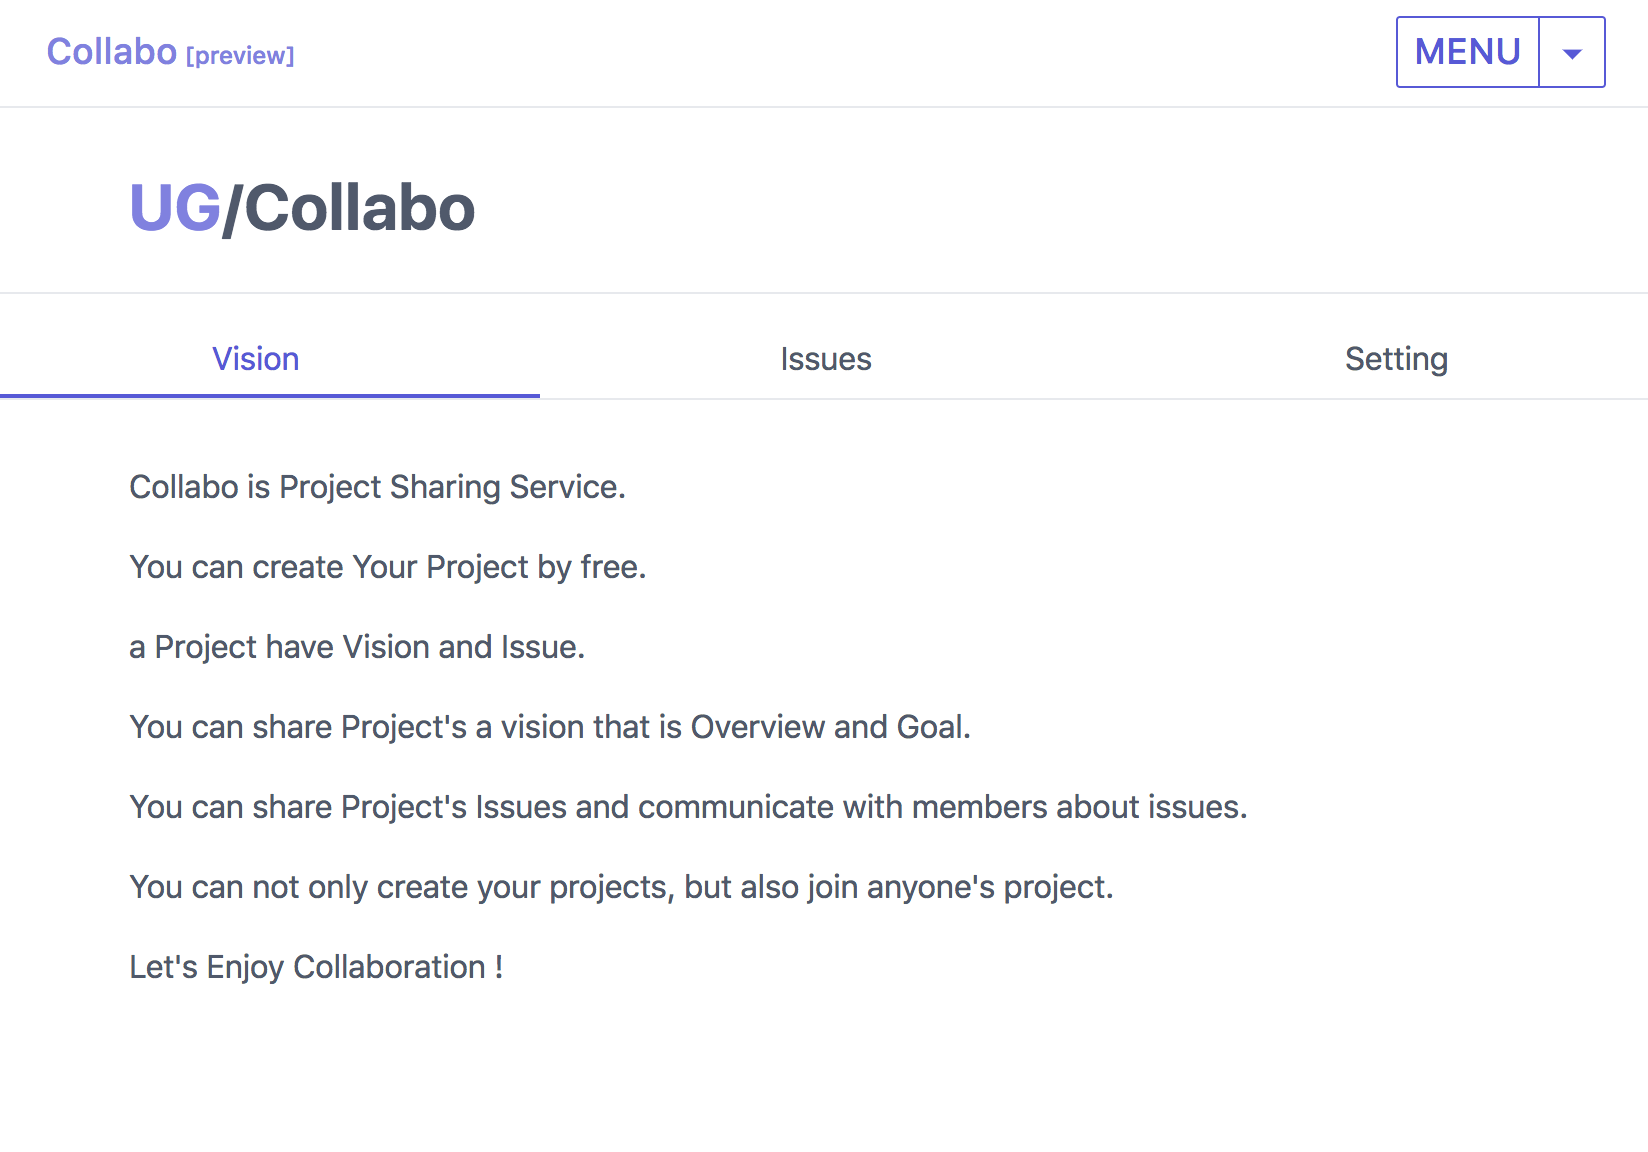 Collabo [preview]
MENU
UG/Collabo
Vision
Issues
Setting
Collabo is Project Sharing Service.
You can create Your Project by free.
a Project have Vision and Issue.
You can share Project's a vision that is Overview and Goal.
You can share Project's Issues and communicate with members about issues.
You can not only create your projects, but also join anyone's project.
Let's Enjoy Collaboration !